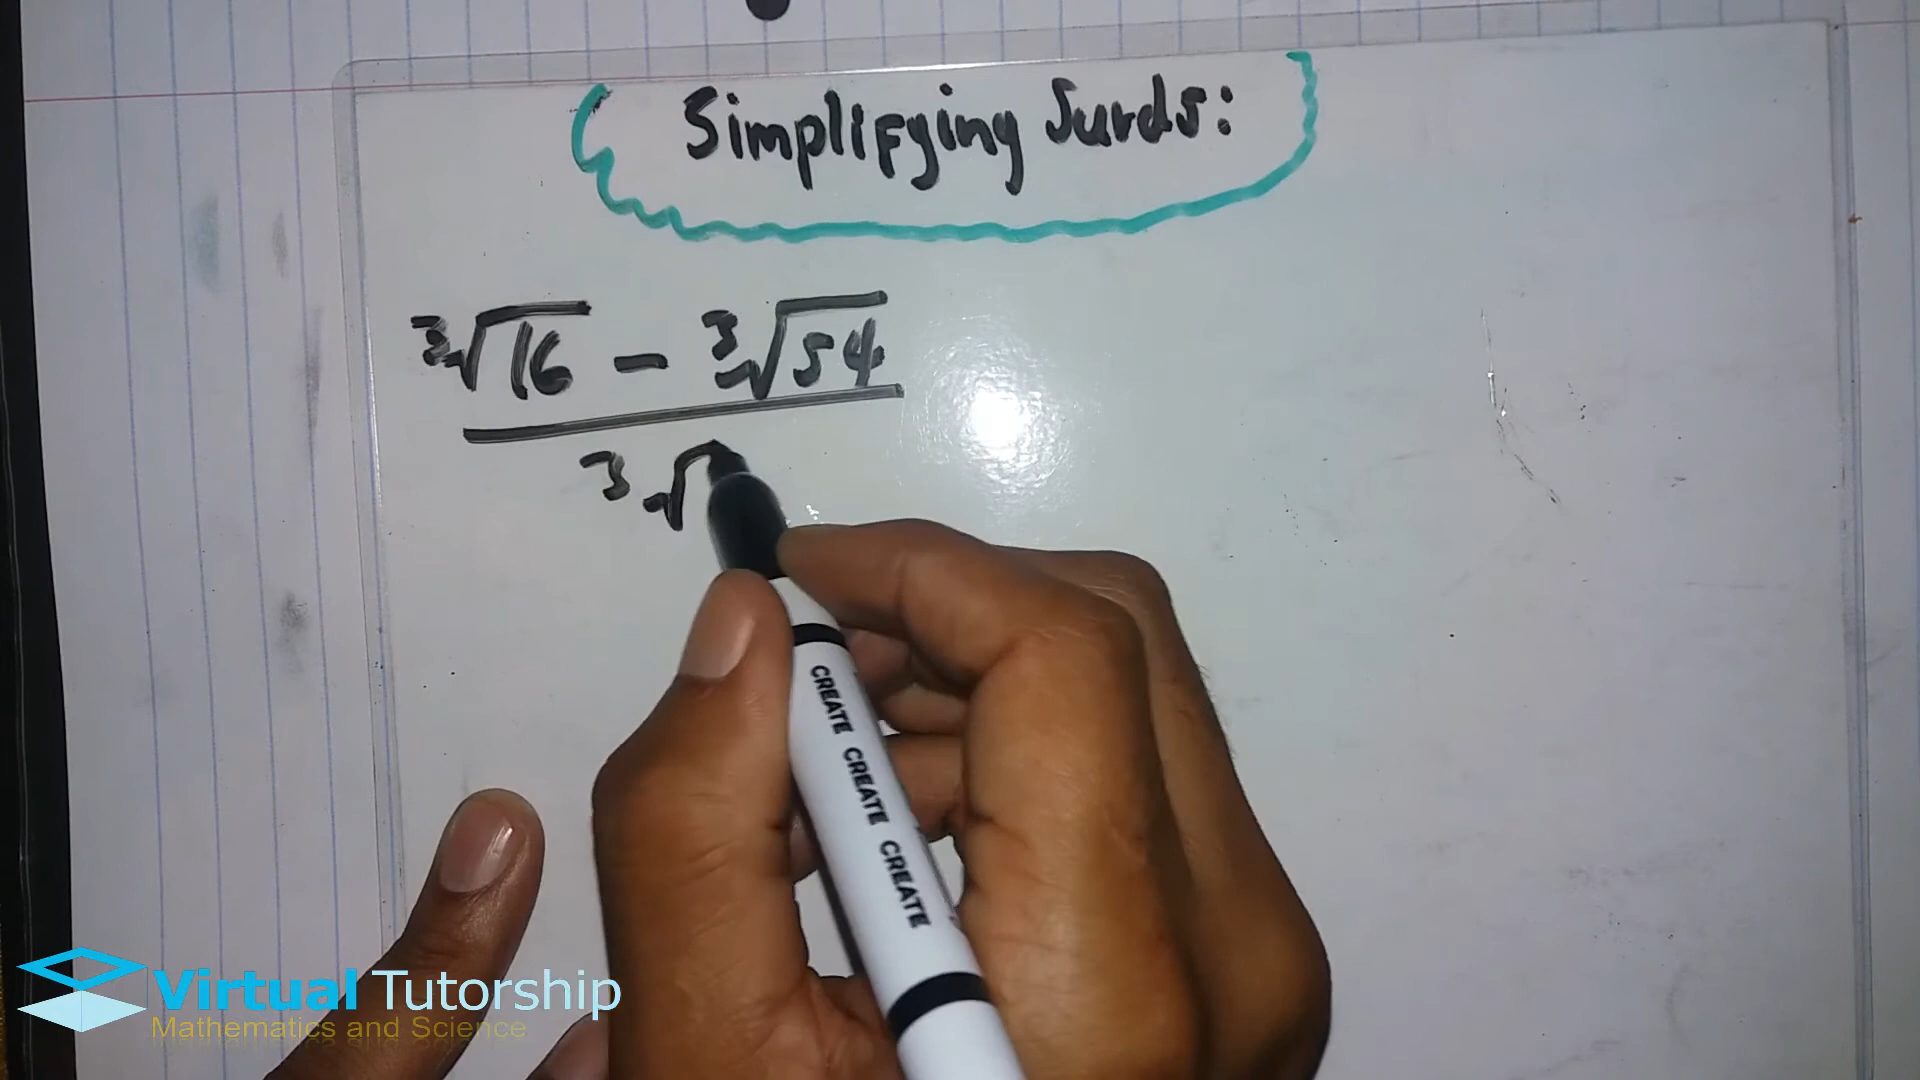 Simplifying Surds:
∛16 - ∛54
∛
CREATE CREATE CREATE
Virtual Tutorship
Mathematics and Science